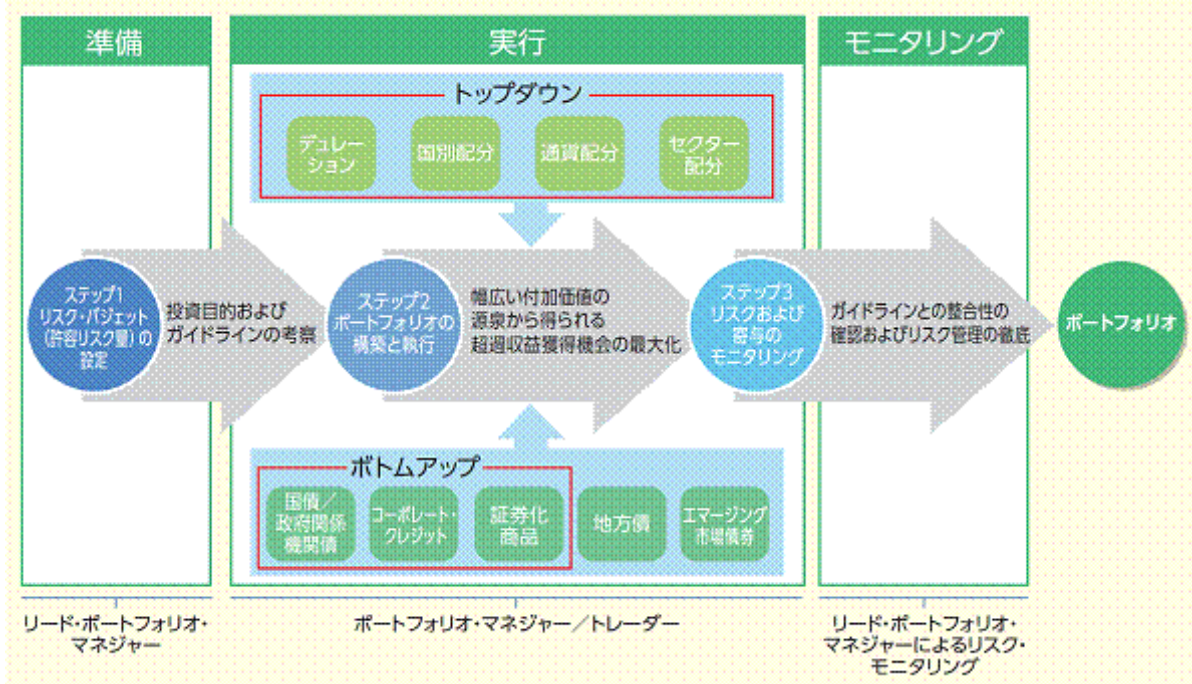 準備
実行
モニタリング
トップダウン
デュレー
ション
国別配分
通貨配分
セクター
配分
ステップ1
リスク・バジェット
(許容リスク量)の
設定
投資目的および
ガイドラインの考察
ステップ2
ポートフォリオの
構築と執行
幅広い付加価値の
源泉から得られる
超過収益獲得機会の最大化
ステップ3
リスクおよび
寄与の
モニタリング
ガイドラインとの整合性の
確認およびリスク管理の徹底
ポートフォリオ
ボトムアップ
国債/
政府関係
機関債
コーポレート・
クレジット
証券化
商品
地方債
エマージング
市場債券
リード・ポートフォリオ・
マネジャー
ポートフォリオ・マネジャー/トレーダー
リード・ポートフォリオ・
マネジャーによるリスク・
モニタリング